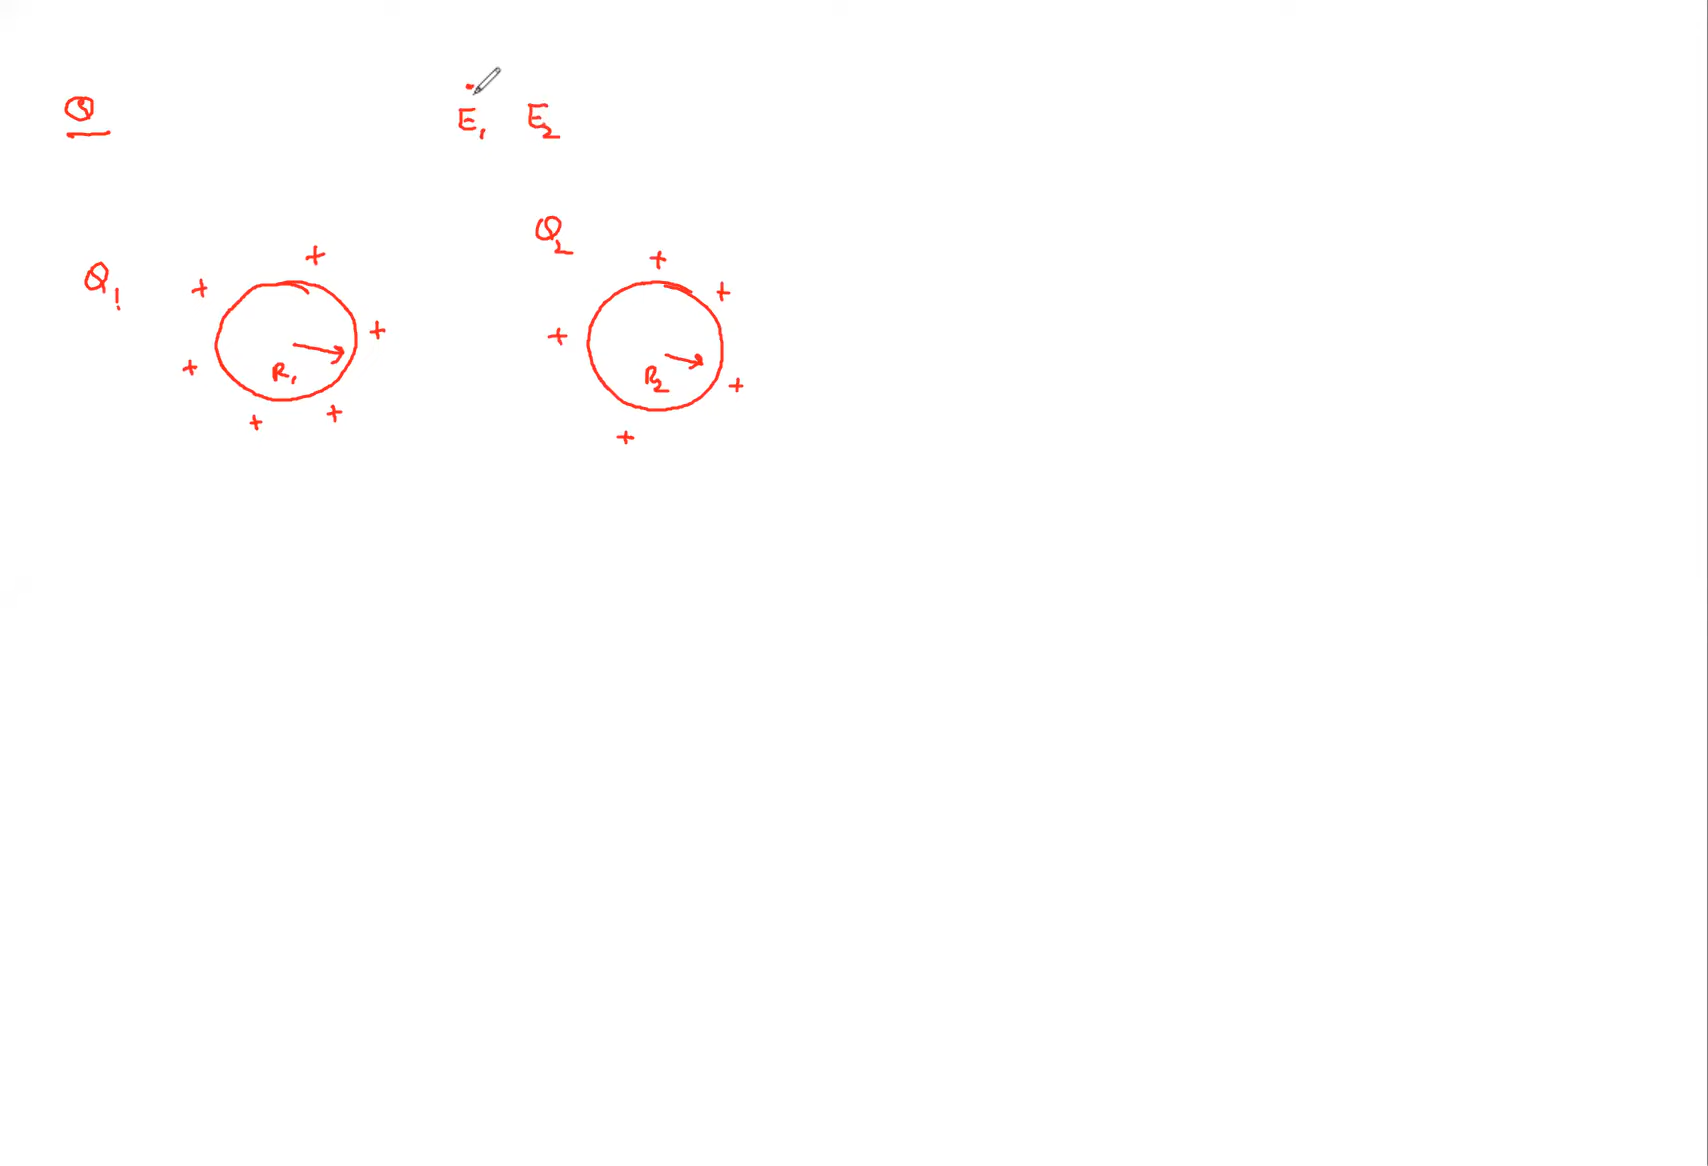 Q
E₁ E₂
Q₂
+ +
Q₁ + + +
+ +
R₁ R₂
+ +
+ +
+